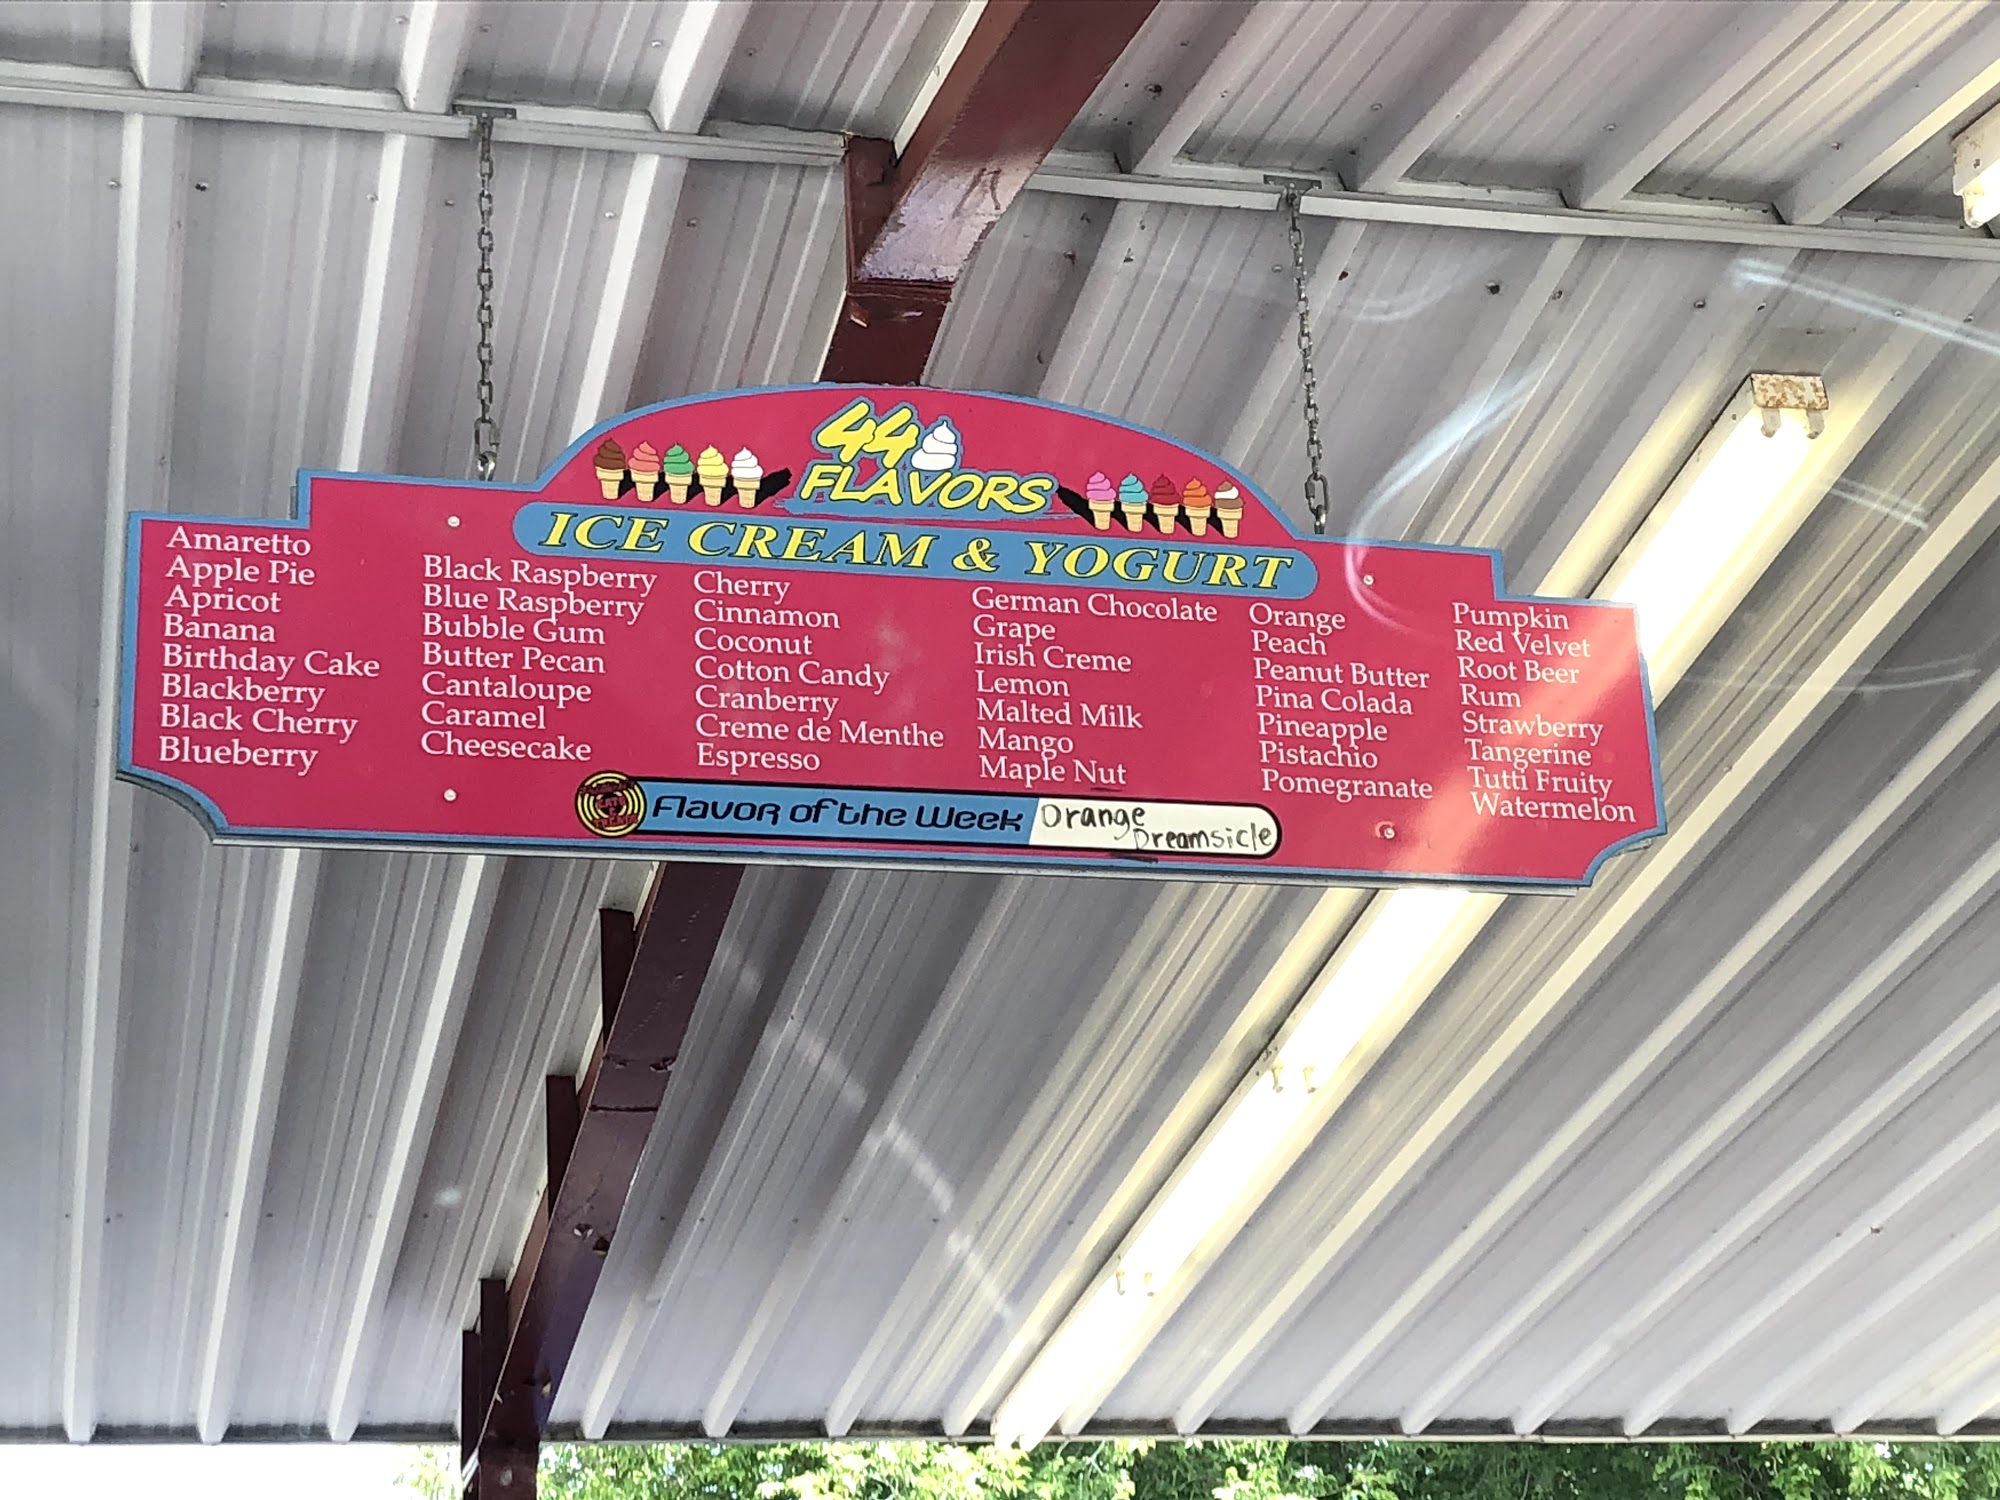 44
FLAVORS
ICE CREAM & YOGURT
Amaretto
Apple Pie
Apricot
Banana
Birthday Cake
Blackberry
Black Cherry
Blueberry
Black Raspberry
Blue Raspberry
Bubble Gum
Butter Pecan
Cantaloupe
Caramel
Cheesecake
Cherry
Cinnamon
Coconut
Cotton Candy
Cranberry
Creme de Menthe
Espresso
German Chocolate
Grape
Irish Creme
Lemon
Malted Milk
Mango
Maple Nut
Orange
Peach
Peanut Butter
Pina Colada
Pineapple
Pistachio
Pomegranate
Pumpkin
Red Velvet
Root Beer
Rum
Strawberry
Tangerine
Tutti Fruity
Watermelon
Flavor of the Week
Orange
Dreamsicle